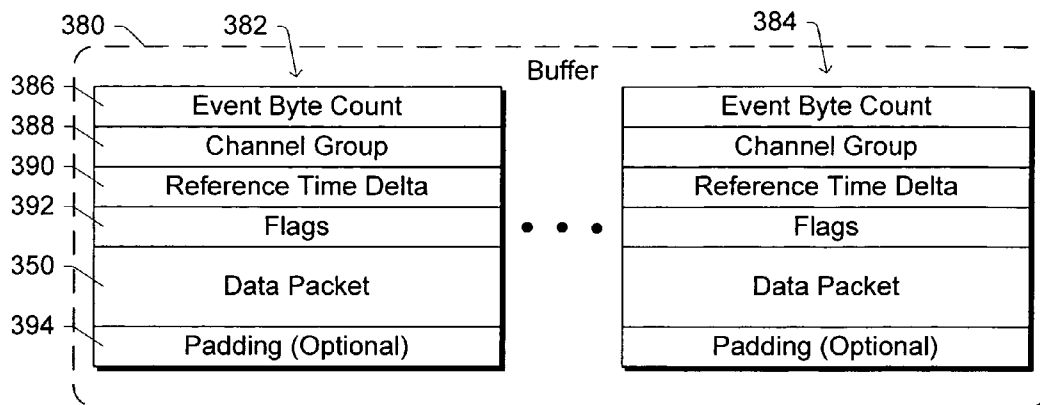 380
382
384
Buffer
386 Event Byte Count Event Byte Count
388 Channel Group Channel Group
390 Reference Time Delta Reference Time Delta
392 Flags Flags
350 Data Packet Data Packet
394 Padding (Optional) Padding (Optional)